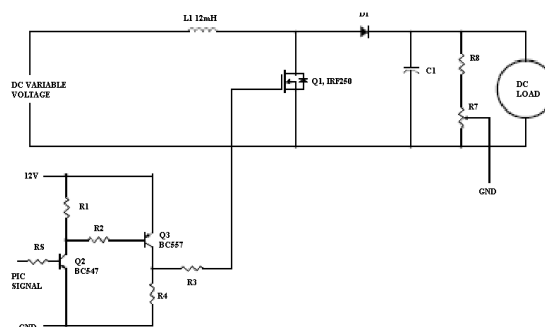 L1 12mH
D1
Q1, IRF250
C1
R8
DC VARIABLE
VOLTAGE
DC
LOAD
R7
GND
12V
R1
R2
Q3
BC557
RS
Q2
BC547
PIC
SIGNAL
R3
R4
GND